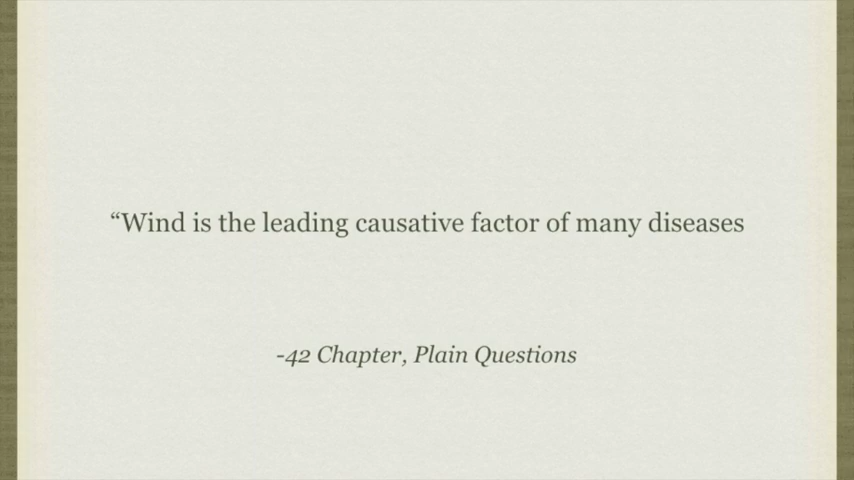 “Wind is the leading causative factor of many diseases
-42 Chapter, Plain Questions